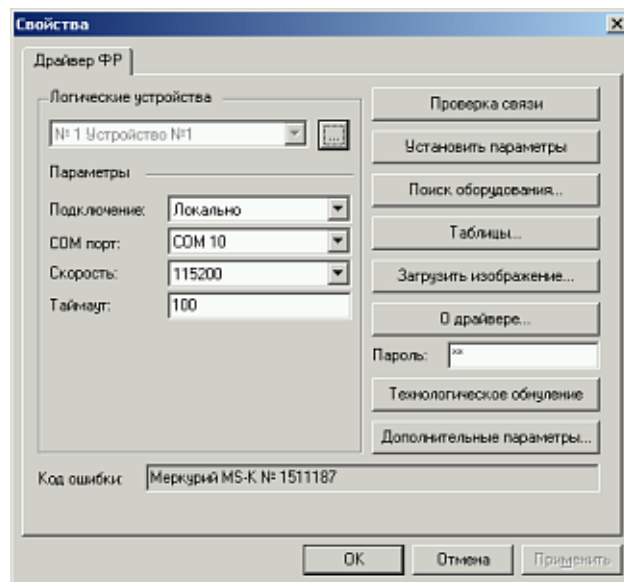 Свойства
Драйвер ФР
Логические устройства
№ 1 Устройство №1
...
Параметры
Подключение: Локально
COM порт: COM 10
Скорость: 115200
Таймаут: 100
Проверка связи
Установить параметры
Поиск оборудования...
Таблицы...
Загрузить изображение...
О драйвере...
Пароль: **
Технологическое обнуление
Дополнительные параметры...
Код ошибки: Меркурий MS-K № 1511187
OK Отмена Применить